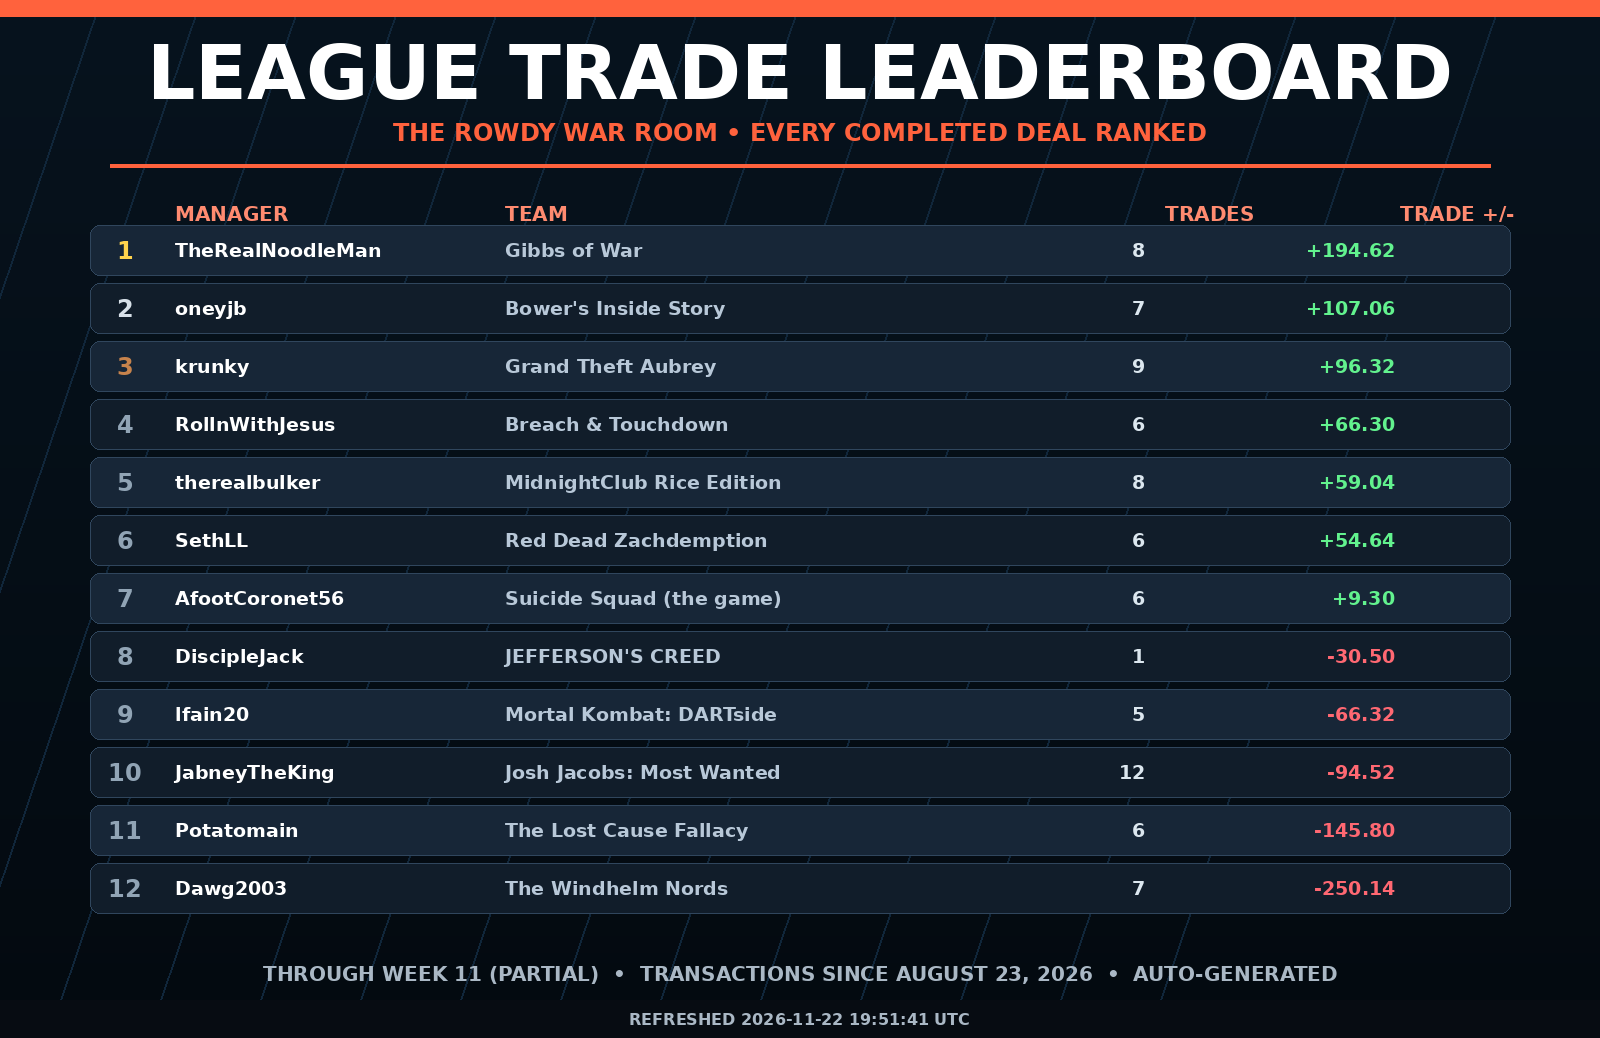 LEAGUE TRADE LEADERBOARD
THE ROWDY WAR ROOM • EVERY COMPLETED DEAL RANKED
MANAGER TEAM TRADES TRADE +/-
1 TheRealNoodleMan Gibbs of War 8 +194.62
2 oneyjb Bower's Inside Story 7 +107.06
3 krunky Grand Theft Aubrey 9 +96.32
4 RollnWithJesus Breach & Touchdown 6 +66.30
5 therealbulker MidnightClub Rice Edition 8 +59.04
6 SethLL Red Dead Zachdemption 6 +54.64
7 AfootCoronet56 Suicide Squad (the game) 6 +9.30
8 DiscipleJack JEFFERSON'S CREED 1 -30.50
9 lfain20 Mortal Kombat: DARTside 5 -66.32
10 JabneyTheKing Josh Jacobs: Most Wanted 12 -94.52
11 Potatomain The Lost Cause Fallacy 6 -145.80
12 Dawg2003 The Windhelm Nords 7 -250.14
THROUGH WEEK 11 (PARTIAL) • TRANSACTIONS SINCE AUGUST 23, 2026 • AUTO-GENERATED
REFRESHED 2026-11-22 19:51:41 UTC